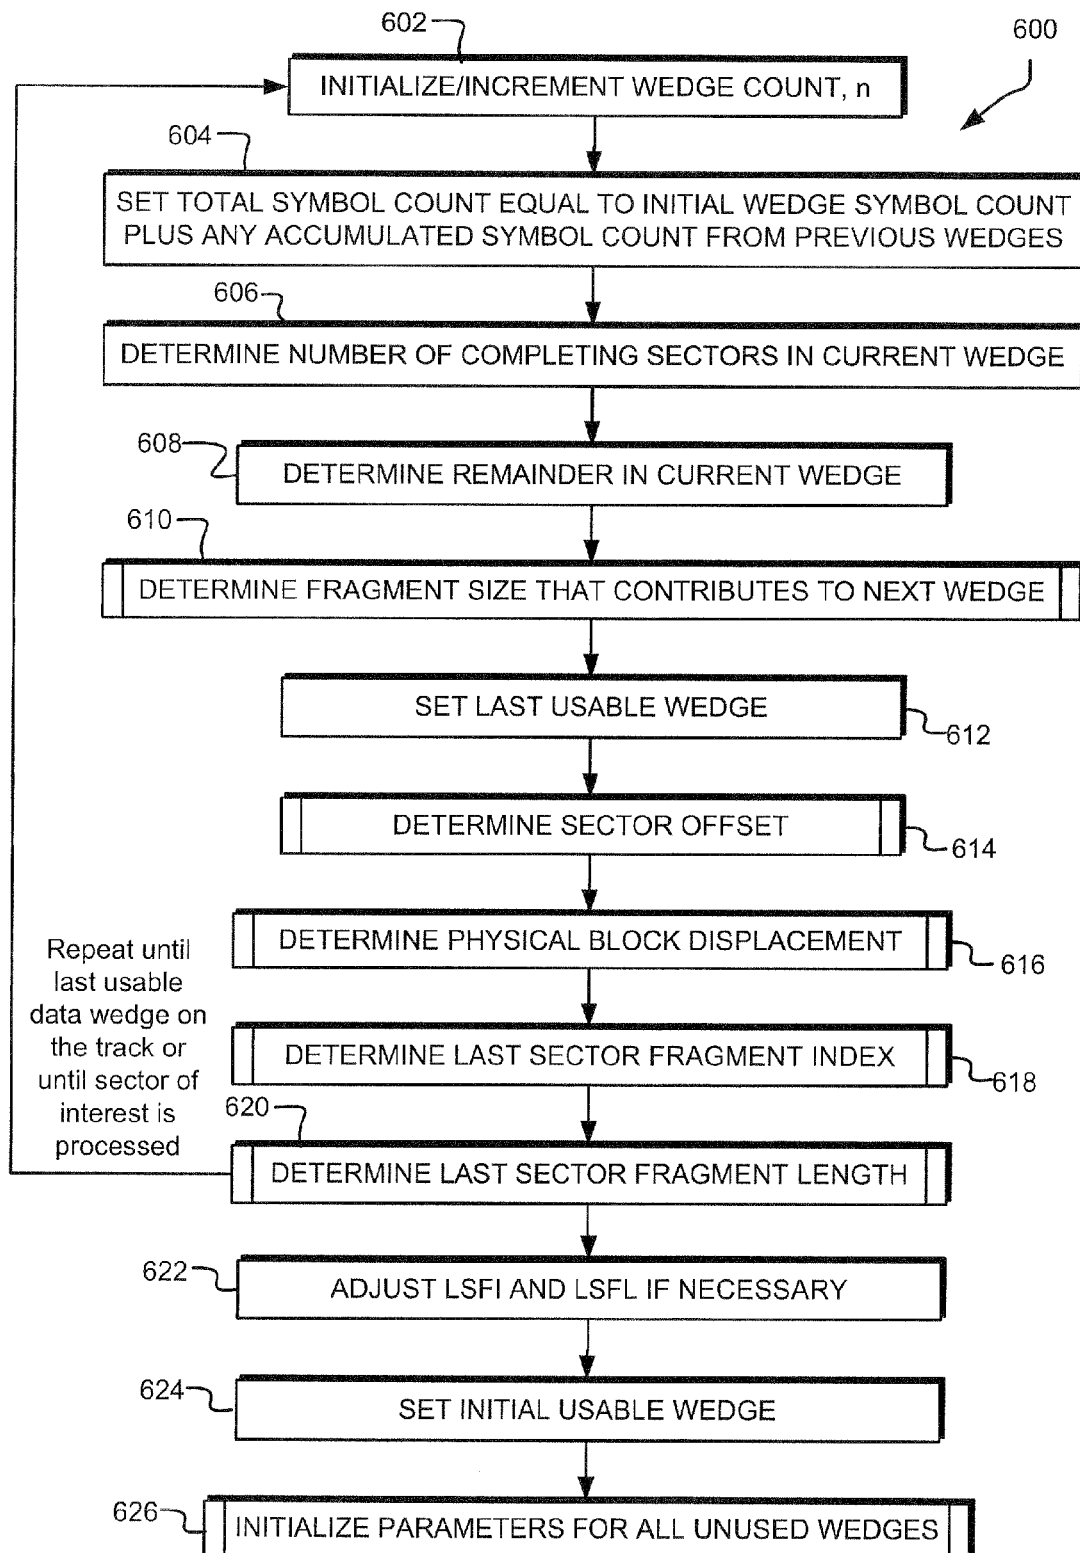 602
600
INITIALIZE/INCREMENT WEDGE COUNT, n
604
SET TOTAL SYMBOL COUNT EQUAL TO INITIAL WEDGE SYMBOL COUNT
PLUS ANY ACCUMULATED SYMBOL COUNT FROM PREVIOUS WEDGES
606
DETERMINE NUMBER OF COMPLETING SECTORS IN CURRENT WEDGE
608
DETERMINE REMAINDER IN CURRENT WEDGE
610
DETERMINE FRAGMENT SIZE THAT CONTRIBUTES TO NEXT WEDGE
SET LAST USABLE WEDGE
612
DETERMINE SECTOR OFFSET
614
DETERMINE PHYSICAL BLOCK DISPLACEMENT
616
Repeat until
last usable
data wedge on
the track or
until sector of
interest is
processed
DETERMINE LAST SECTOR FRAGMENT INDEX
618
620
DETERMINE LAST SECTOR FRAGMENT LENGTH
622
ADJUST LSFI AND LSFL IF NECESSARY
624
SET INITIAL USABLE WEDGE
626
INITIALIZE PARAMETERS FOR ALL UNUSED WEDGES